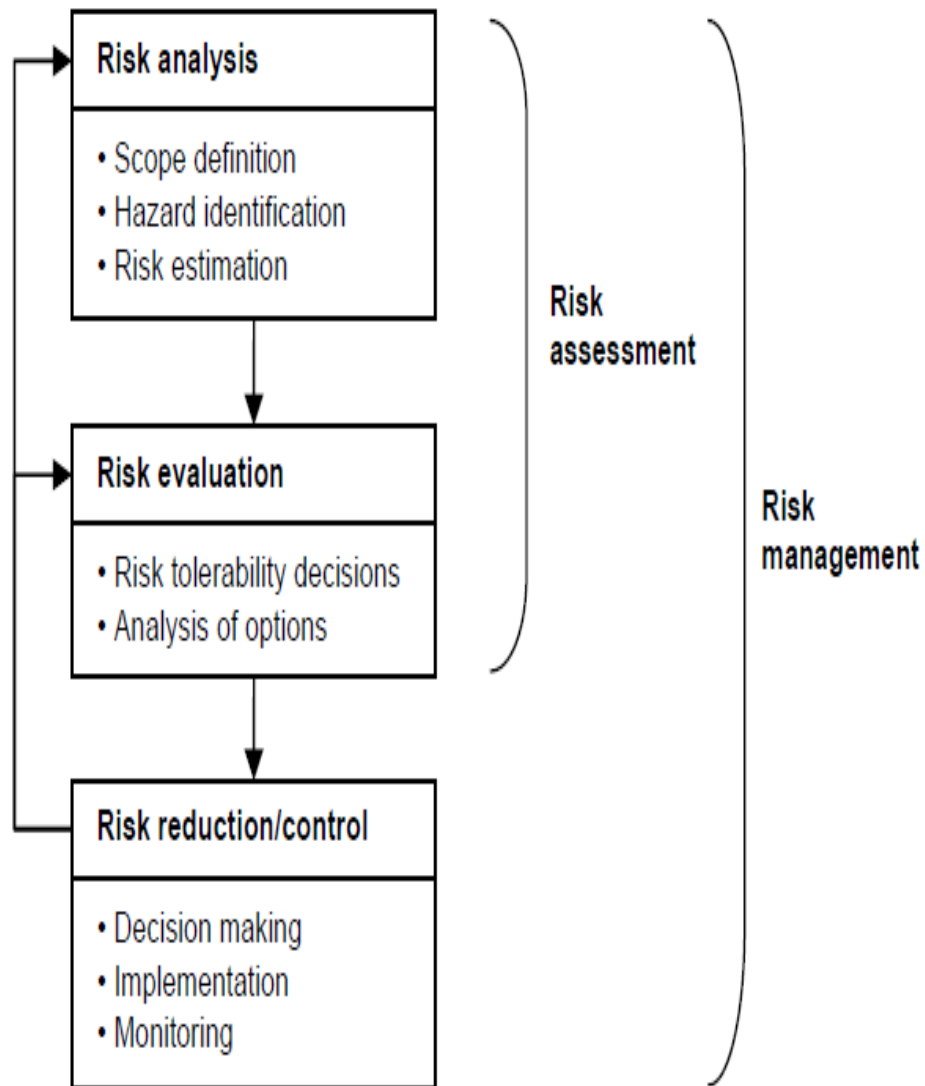 Risk analysis
• Scope definition
• Hazard identification
• Risk estimation
Risk
assessment
Risk evaluation
• Risk tolerability decisions
• Analysis of options
Risk
management
Risk reduction/control
• Decision making
• Implementation
• Monitoring